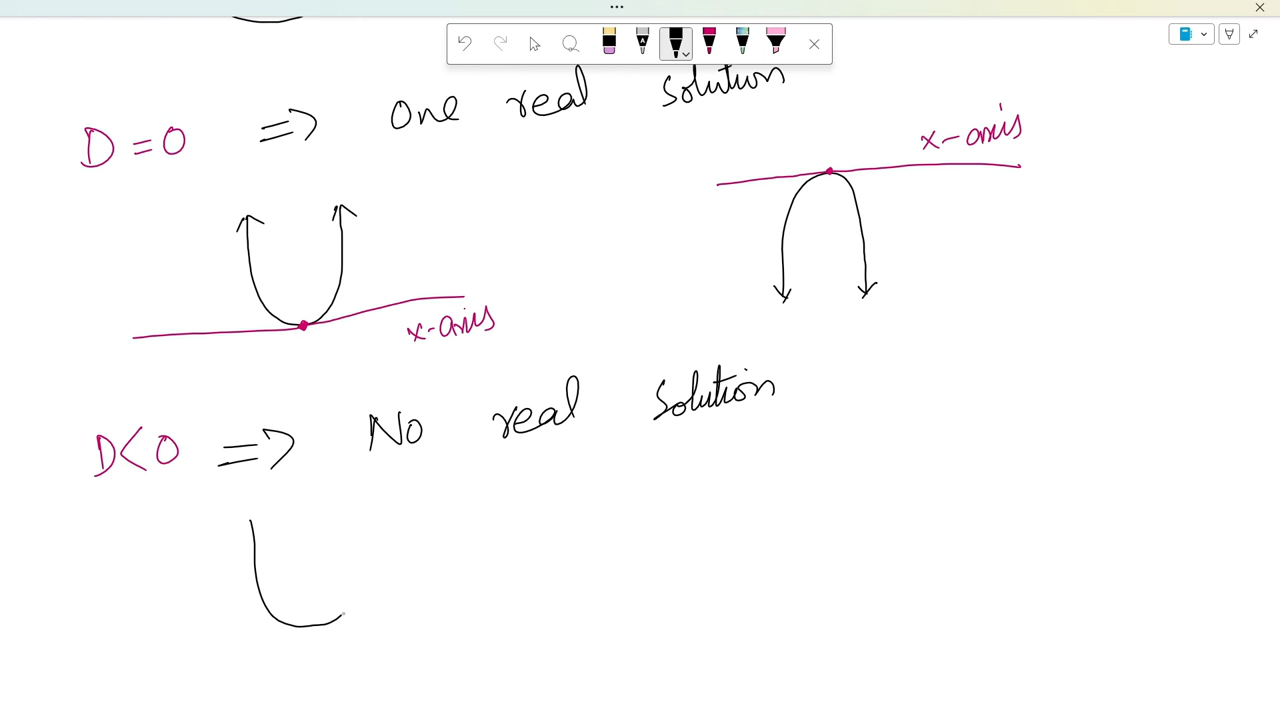 D = 0 ⇒ One real solution
x-axis
x-axis
D < 0 ⇒ No real solution